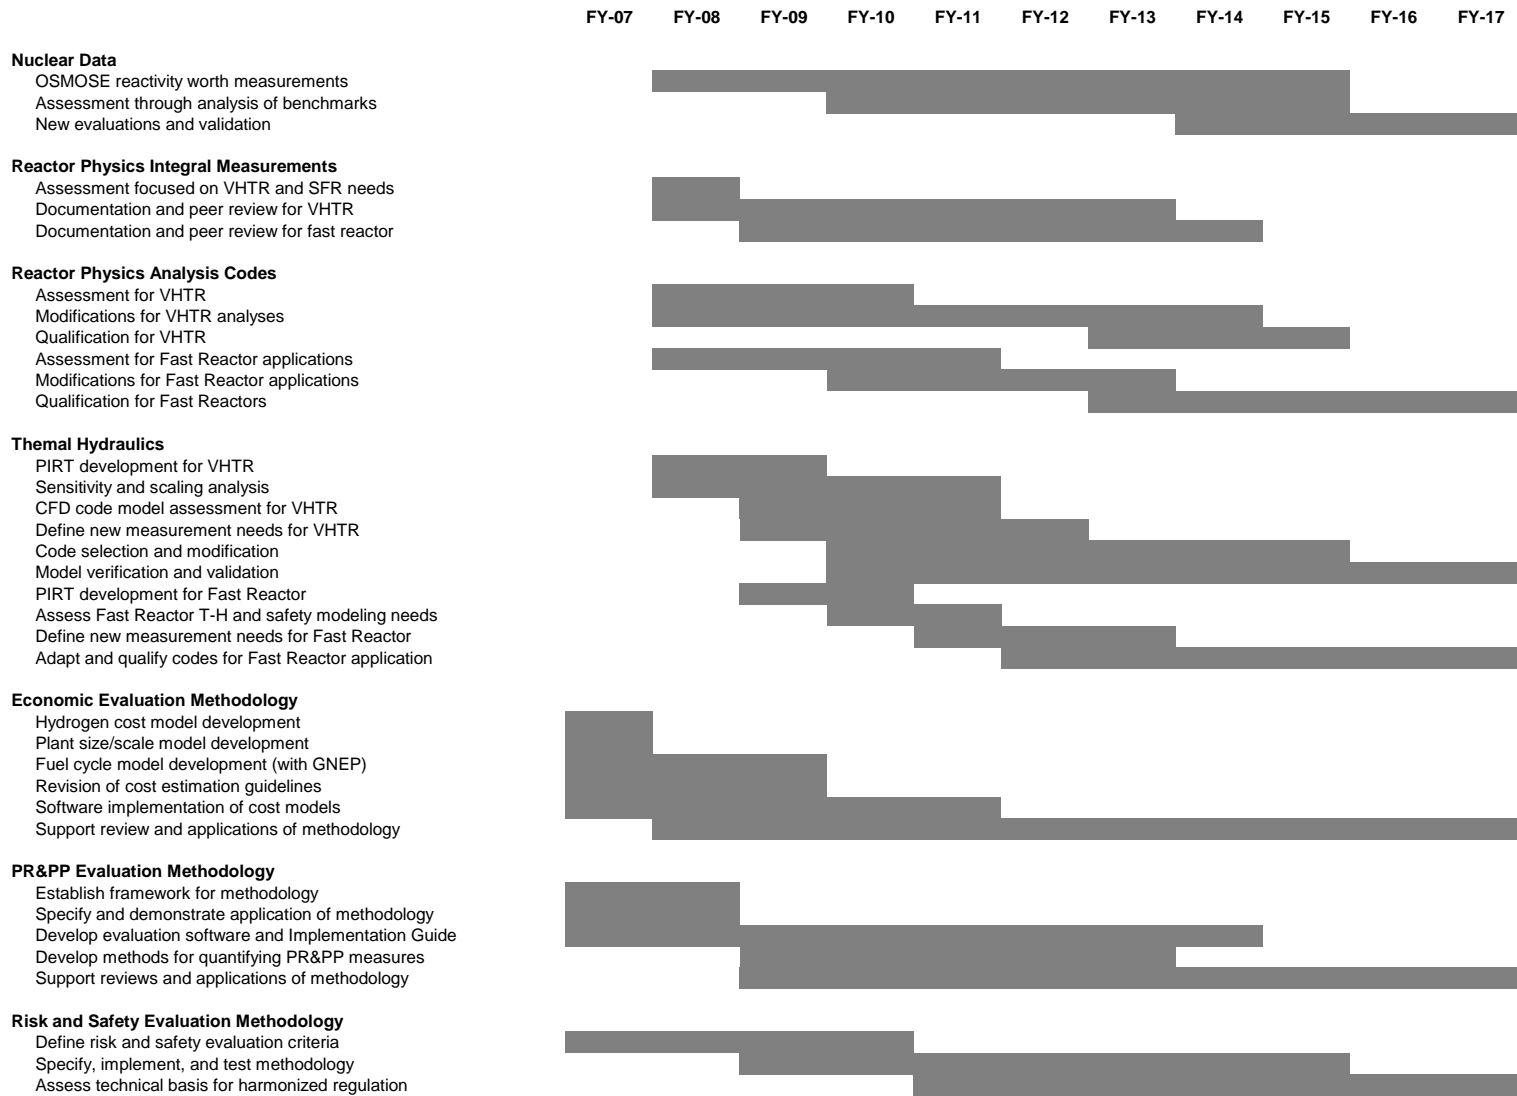 FY-07 FY-08 FY-09 FY-10 FY-11 FY-12 FY-13 FY-14 FY-15 FY-16 FY-17
Nuclear Data
OSMOSE reactivity worth measurements
Assessment through analysis of benchmarks
New evaluations and validation
Reactor Physics Integral Measurements
Assessment focused on VHTR and SFR needs
Documentation and peer review for VHTR
Documentation and peer review for fast reactor
Reactor Physics Analysis Codes
Assessment for VHTR
Modifications for VHTR analyses
Qualification for VHTR
Assessment for Fast Reactor applications
Modifications for Fast Reactor applications
Qualification for Fast Reactors
Themal Hydraulics
PIRT development for VHTR
Sensitivity and scaling analysis
CFD code model assessment for VHTR
Define new measurement needs for VHTR
Code selection and modification
Model verification and validation
PIRT development for Fast Reactor
Assess Fast Reactor T-H and safety modeling needs
Define new measurement needs for Fast Reactor
Adapt and qualify codes for Fast Reactor application
Economic Evaluation Methodology
Hydrogen cost model development
Plant size/scale model development
Fuel cycle model development (with GNEP)
Revision of cost estimation guidelines
Software implementation of cost models
Support review and applications of methodology
PR&PP Evaluation Methodology
Establish framework for methodology
Specify and demonstrate application of methodology
Develop evaluation software and Implementation Guide
Develop methods for quantifying PR&PP measures
Support reviews and applications of methodology
Risk and Safety Evaluation Methodology
Define risk and safety evaluation criteria
Specify, implement, and test methodology
Assess technical basis for harmonized regulation